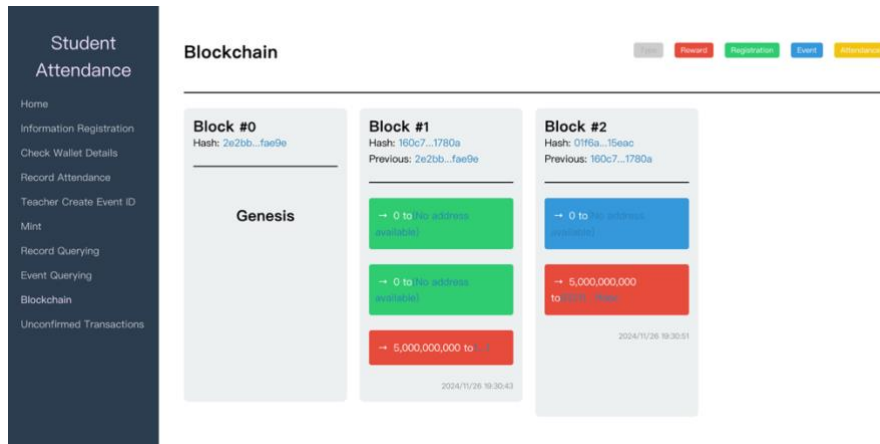 Student
Attendance
Home
Information Registration
Check Wallet Details
Record Attendance
Teacher Create Event ID
Mint
Record Querying
Event Querying
Blockchain
Unconfirmed Transactions
Blockchain
Reward Registration Event Attendance
Block #0
Hash: 2e2bb...fae9e
Genesis
Block #1
Hash: 160c7...1780a
Previous: 2e2bb...fae9e
→ 0 to (No address
available)
→ 0 to (No address
available)
→ 5,000,000,000 to
2024/11/26 19:30:43
Block #2
Hash: 01f6a...15eac
Previous: 160c7...1780a
→ 0 to (No address
available)
→ 5,000,000,000
to
2024/11/26 19:30:51